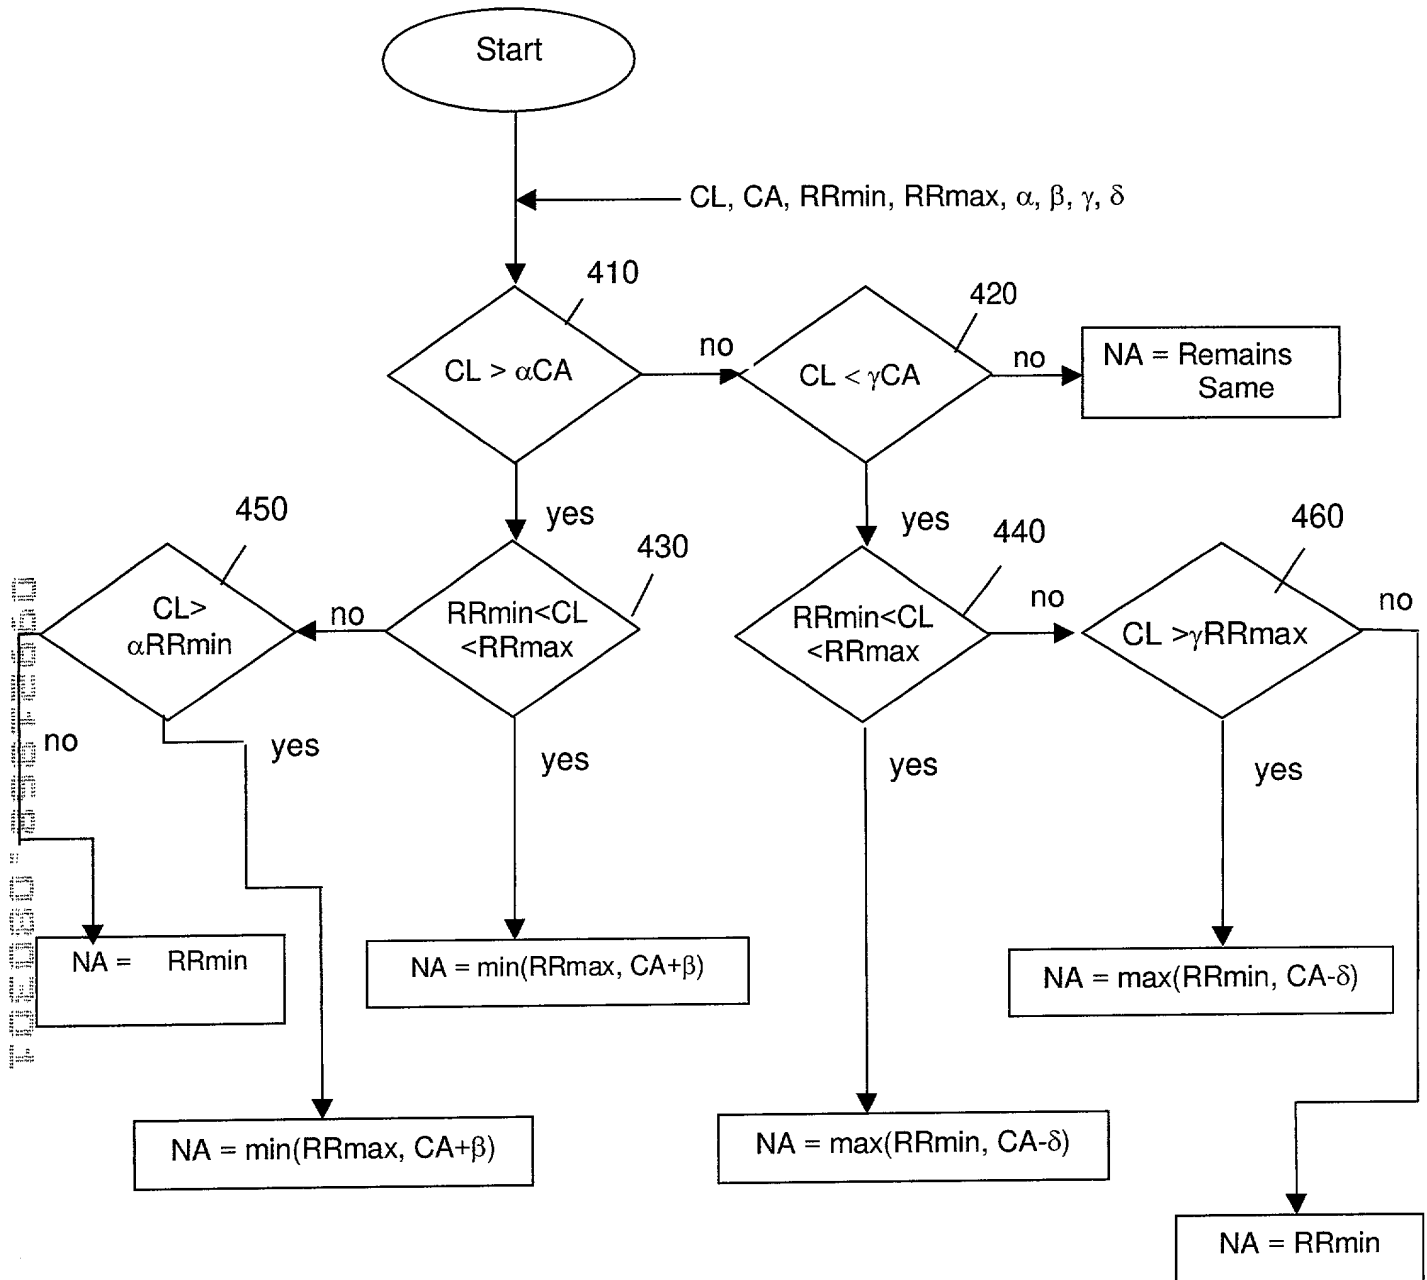 Start
CL, CA, RRmin, RRmax, α, β, γ, δ
410
420
CL > αCA
no
CL < γCA
no
NA = Remains
Same
450
yes
430
yes
440
460
CL>
αRRmin
no
RRmin<CL
<RRmax
RRmin<CL
<RRmax
no
CL >γRRmax
no
no
yes
yes
yes
yes
NA = RRmin
NA = min(RRmax, CA+β)
NA = max(RRmin, CA-δ)
NA = min(RRmax, CA+β)
NA = max(RRmin, CA-δ)
NA = RRmin